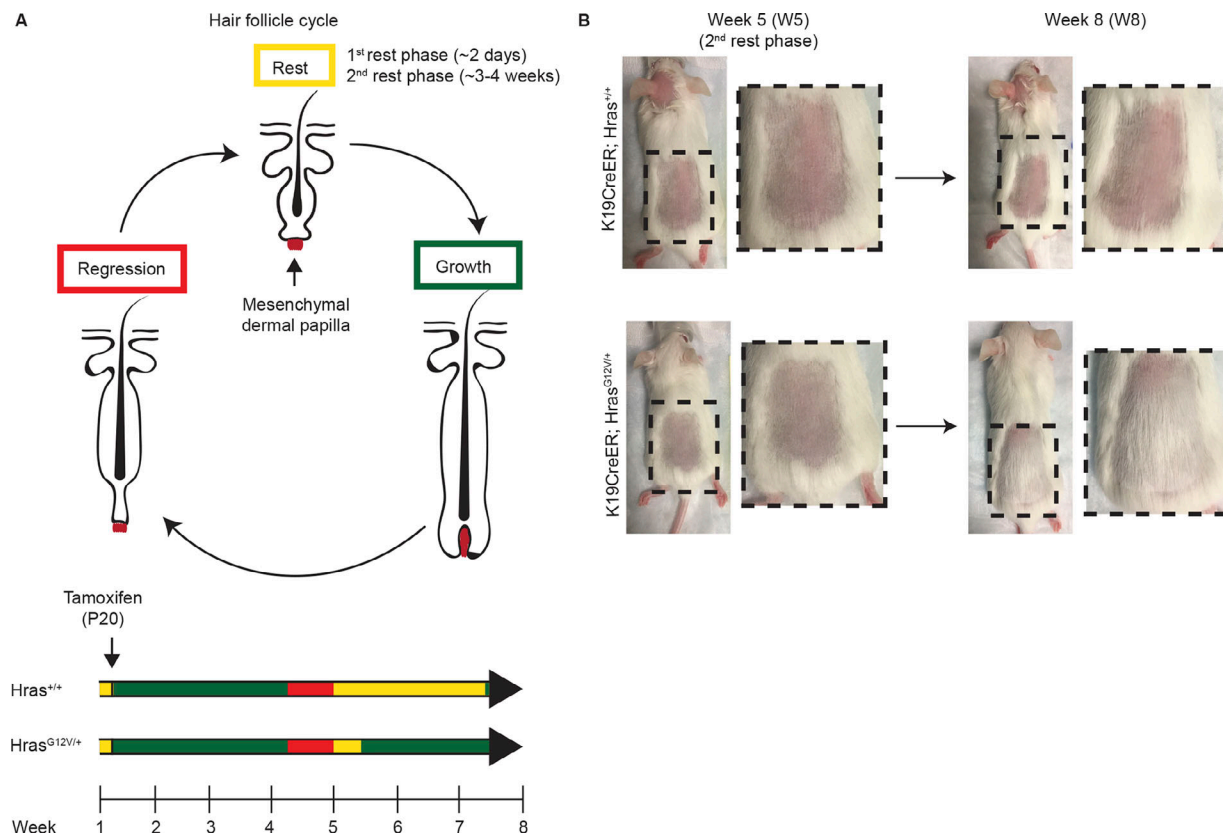 A
Hair follicle cycle
Rest
1st rest phase (~2 days)
2nd rest phase (~3-4 weeks)
Regression
Growth
Mesenchymal
dermal papilla
Tamoxifen
(P20)
Hras+/+
HrasG12V/+
Week
1 2 3 4 5 6 7 8
B
Week 5 (W5)
(2nd rest phase)
Week 8 (W8)
K19CreER; Hras+/+
K19CreER; HrasG12V/+